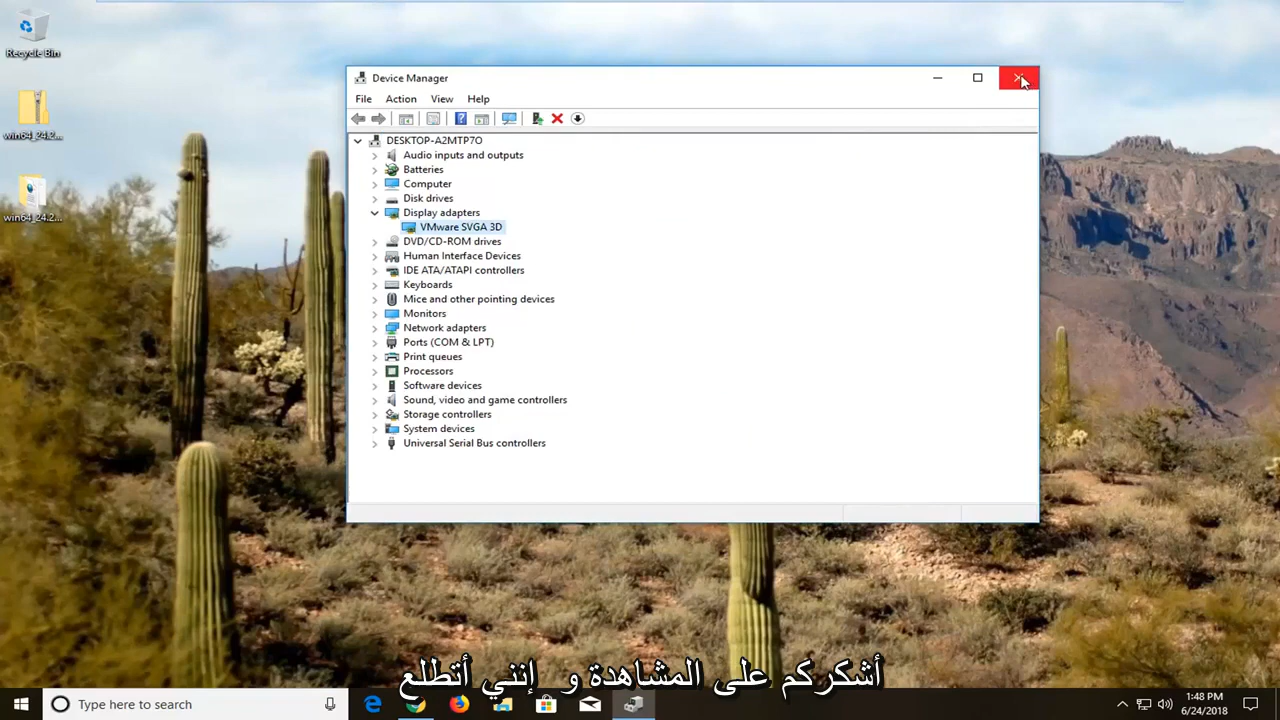 Recycle Bin
win64_24.2...
win64_24.2...
Device Manager
File Action View Help
DESKTOP-A2MTP7O
Audio inputs and outputs
Batteries
Computer
Disk drives
Display adapters
VMware SVGA 3D
DVD/CD-ROM drives
Human Interface Devices
IDE ATA/ATAPI controllers
Keyboards
Mice and other pointing devices
Monitors
Network adapters
Ports (COM & LPT)
Print queues
Processors
Software devices
Sound, video and game controllers
Storage controllers
System devices
Universal Serial Bus controllers
أشكركم على المشاهدة و إنني أتطلع
Type here to search
1:48 PM
6/24/2018